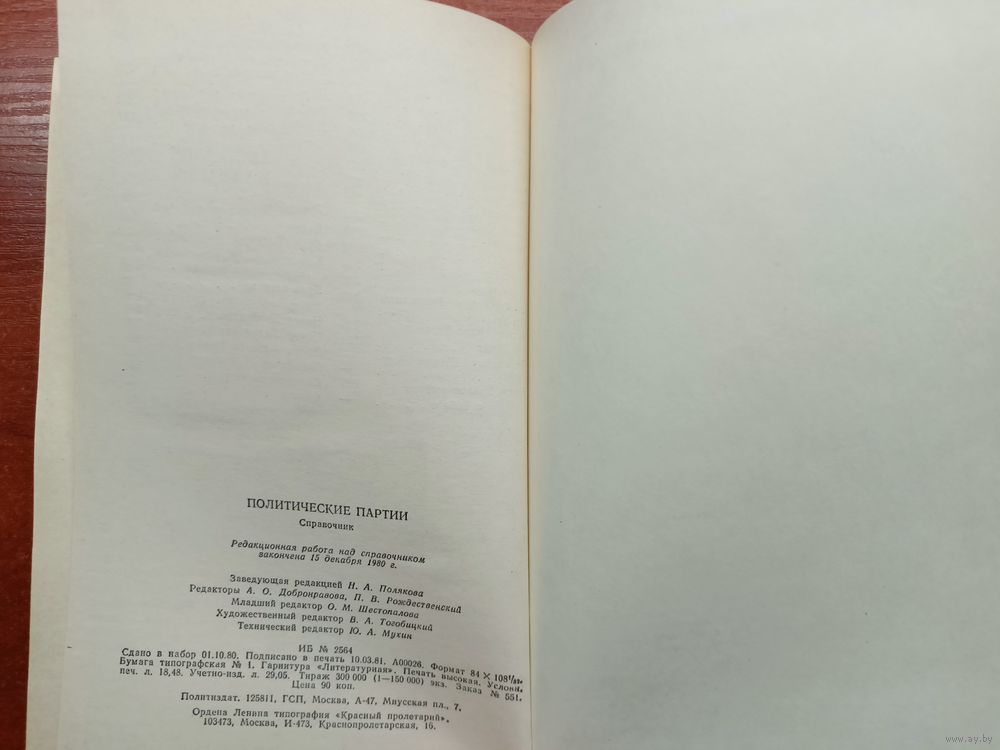 ПОЛИТИЧЕСКИЕ ПАРТИИ
Справочник
Редакционная работа над справочником
закончена 15 декабря 1980 г.
Заведующая редакцией Н. А. Полякова
Редакторы А. О. Добронравова, П. В. Рождественский
Младший редактор О. М. Шестопалова
Художественный редактор В. А. Тогобицкий
Технический редактор Ю. А. Мухин
ИБ № 2564
Сдано в набор 01.10.80. Подписано в печать 10.03.81. А00026. Формат 84 × 108¹/₃₂.
Бумага типографская № 1. Гарнитура «Литературная». Печать высокая. Условн.
печ. л. 18,48. Учетно-изд. л. 29,05. Тираж 300 000 (1—150 000) экз. Заказ № 551.
Цена 90 коп.
Политиздат. 125811, ГСП, Москва, А-47, Миусская пл., 7.
Ордена Ленина типография «Красный пролетарий».
103473, Москва, И-473, Краснопролетарская, 16.
www.ay.by